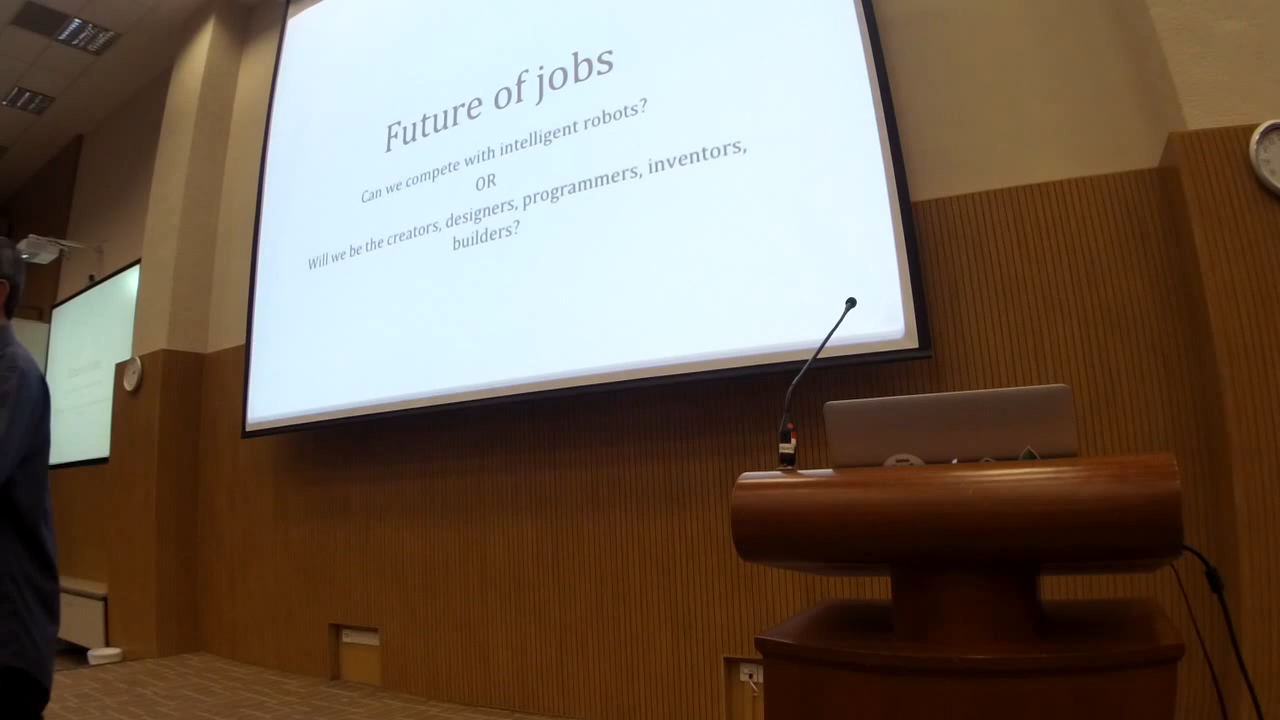 Future of jobs
Can we compete with intelligent robots?
OR
Will we be the creators, designers, programmers, inventors,
builders?